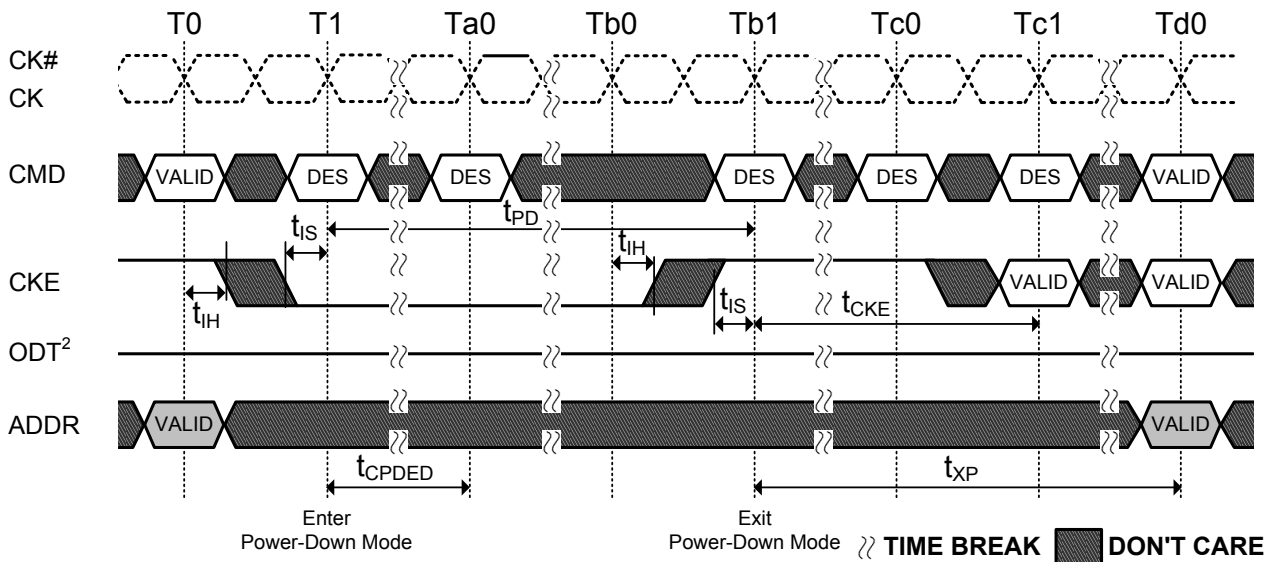 T0 T1 Ta0 Tb0 Tb1 Tc0 Tc1 Td0
CK#
CK
CMD VALID DES DES DES DES DES VALID
tPD
tIS tIH
CKE VALID VALID
tIH tIS tCKE
ODT2
ADDR VALID VALID
tCPDED tXP
Enter Power-Down Mode
Exit Power-Down Mode
TIME BREAK DON'T CARE